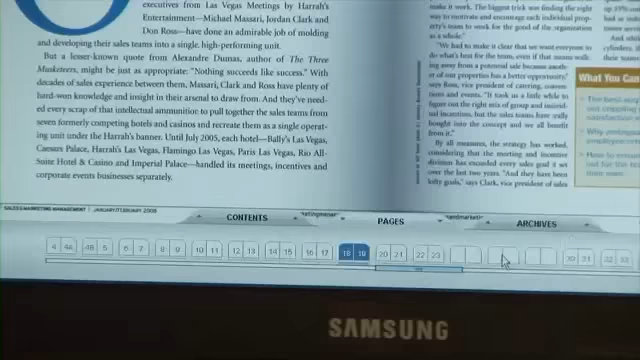 executives from Las Vegas Meetings by Harrah's
Entertainment—Michael Massari, Jordan Clark and
Don Ross—have done an admirable job of molding
and developing their sales teams into a single, high-performing unit.
But a lesser-known quote from Alexandre Dumas, author of The Three
Musketeers, might be just as appropriate: "Nothing succeeds like success." With
decades of sales experience between them, Massari, Clark and Ross have plenty of
hard-won knowledge and insight in their arsenal to draw from. And they've need-
ed every scrap of that intellectual ammunition to pull together the sales teams from
seven formerly competing hotels and casinos and recreate them as a single operat-
ing unit under the Harrah's banner. Until July 2005, each hotel—Bally's Las Vegas,
Caesars Palace, Harrah's Las Vegas, Flamingo Las Vegas, Paris Las Vegas, Rio All-
Suite Hotel & Casino and Imperial Palace—handled its meetings, incentives and
corporate events businesses separately.
SALES&MARKETING MANAGEMENT | JANUARY/FEBRUARY 2008
make it work. The biggest trick was finding the right
way to motivate and encourage each individual prop-
erty's team to work for the good of the organization
as a whole."
"We had to make it clear that we want everyone to
do what's best for the team, even if that means walk-
ing away from a potential sale because anoth-
er of our properties has a better opportunity,"
says Ross, vice president of catering, conven-
tions and events. "It took us a little while to
figure out the right mix of group and individ-
ual incentives, but the sales teams have really
bought into the concept and we all benefit
from it."
By all measures, the strategy has worked,
considering that the meeting and incentive
division has exceeded every sales goal it set
over the last two years. "And they have been
lofty goals," says Clark, vice president of sales
What You Can
CONTENTS
PAGES
ARCHIVES
4 4A 4B 5 6 7 8 9 10 11 12 13 14 15 16 17 18 19 20 21 22 23 30 31 32 33
SAMSUNG